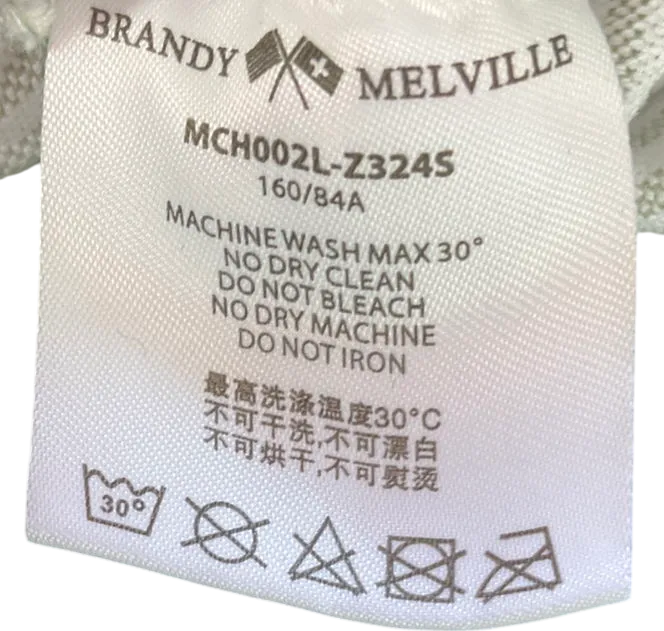 BRANDY MELVILLE
MCH002L-Z324S
160/84A
MACHINE WASH MAX 30°
NO DRY CLEAN
DO NOT BLEACH
NO DRY MACHINE
DO NOT IRON
最高洗涤温度30°C
不可干洗,不可漂白
不可烘干,不可熨烫
30°